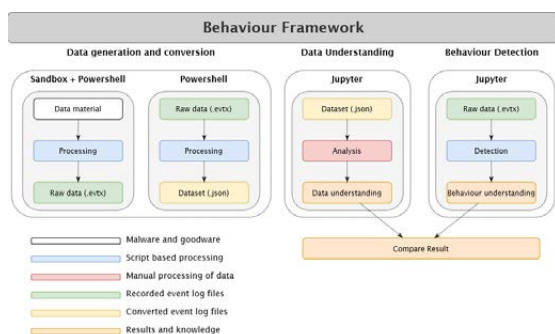 Behaviour Framework
Data generation and conversion
Data Understanding
Behaviour Detection
Sandbox + Powershell
Powershell
Jupyter
Jupyter
Data material
Raw data (.evtx)
Dataset (.json)
Raw data (.evtx)
Processing
Processing
Analysis
Detection
Raw data (.evtx)
Dataset (.json)
Data understanding
Behaviour understanding
Compare Result
Malware and goodware
Script based processing
Manual processing of data
Recorded event log files
Converted event log files
Results and knowledge